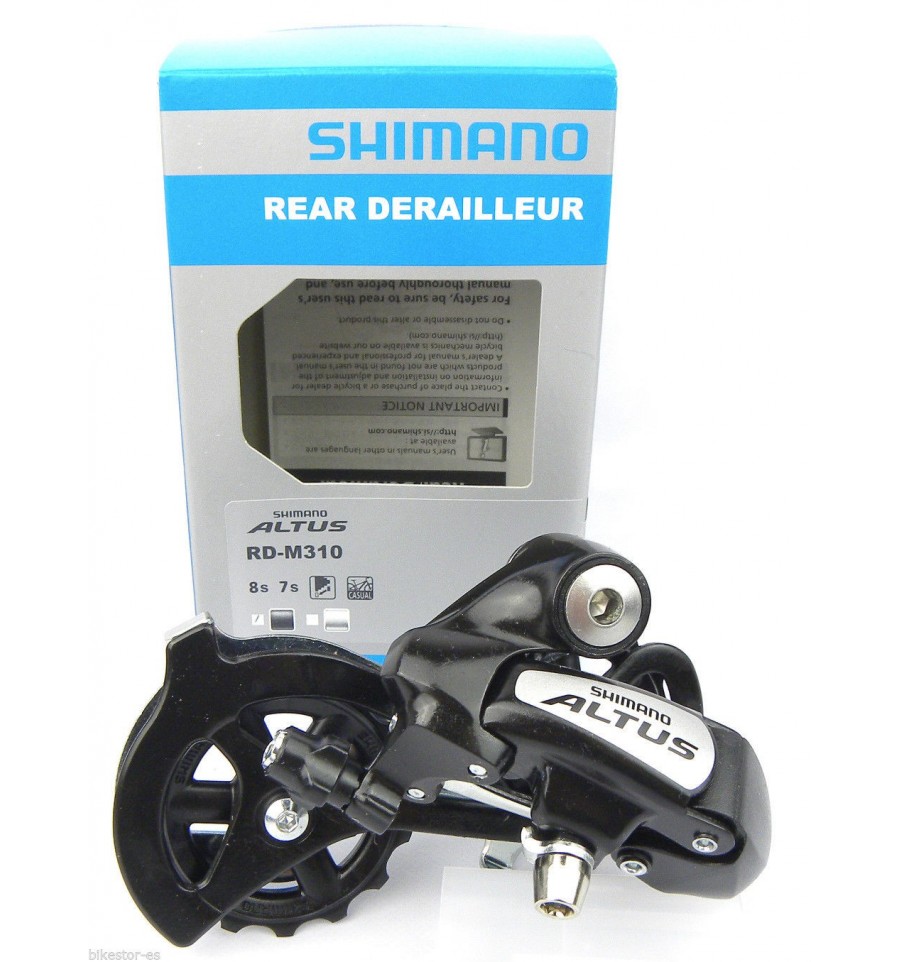 SHIMANO
REAR DERAILLEUR
manual thoroughly before use, and
For safety, be sure to read this user's
• Do not disassemble or alter this product
(http://si.shimano.com)
bicycle mechanics is available on our website
A dealer's manual for professional and experienced
products which are not found in the user's manual
information on installation and adjustment of the
• Contact the place of purchase or a bicycle dealer for
IMPORTANT NOTICE
http://si.shimano.com
available at :
User's manuals in other languages are
SHIMANO
ALTUS
RD-M310
8s 7s
CASUAL
SHIMANO
ALTUS
SHIMANO
bikestor-es